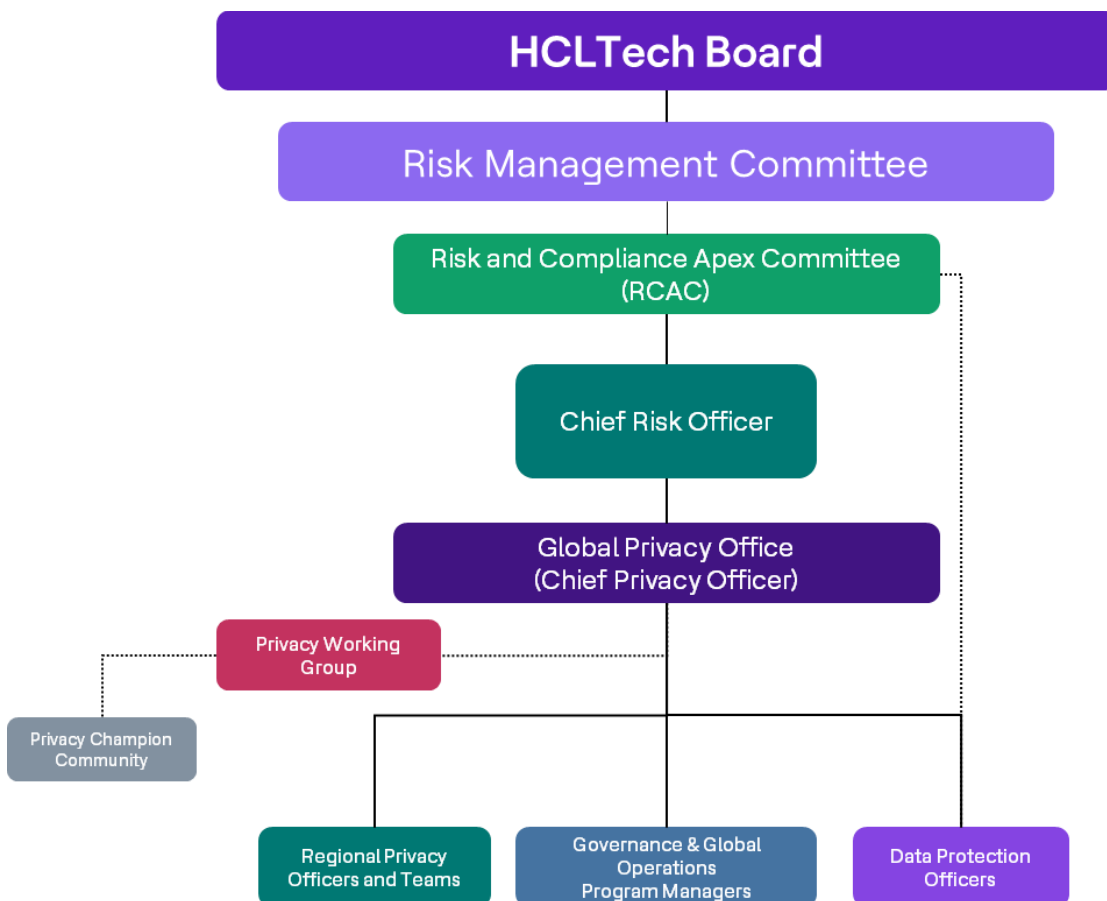 HCLTech Board
Risk Management Committee
Risk and Compliance Apex Committee
(RCAC)
Chief Risk Officer
Global Privacy Office
(Chief Privacy Officer)
Privacy Working
Group
Privacy Champion
Community
Regional Privacy
Officers and Teams
Governance & Global
Operations
Program Managers
Data Protection
Officers